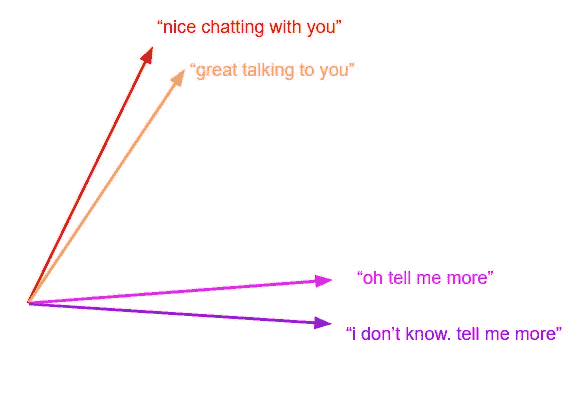 “nice chatting with you”
“great talking to you”
“oh tell me more”
“i don’t know. tell me more”